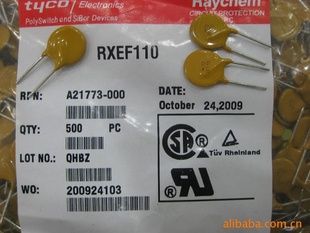 tyco Electronics
Raychem
PolySwitch and SiBar Devices
CIRCUIT PROTECTION
RXEF110
RPN: A21773-000
DATE:
October 24,2009
QTY: 500 PC
LOT NO: QHBZ
WO: 200924103
TÜV Rheinland
alibaba.com.cn